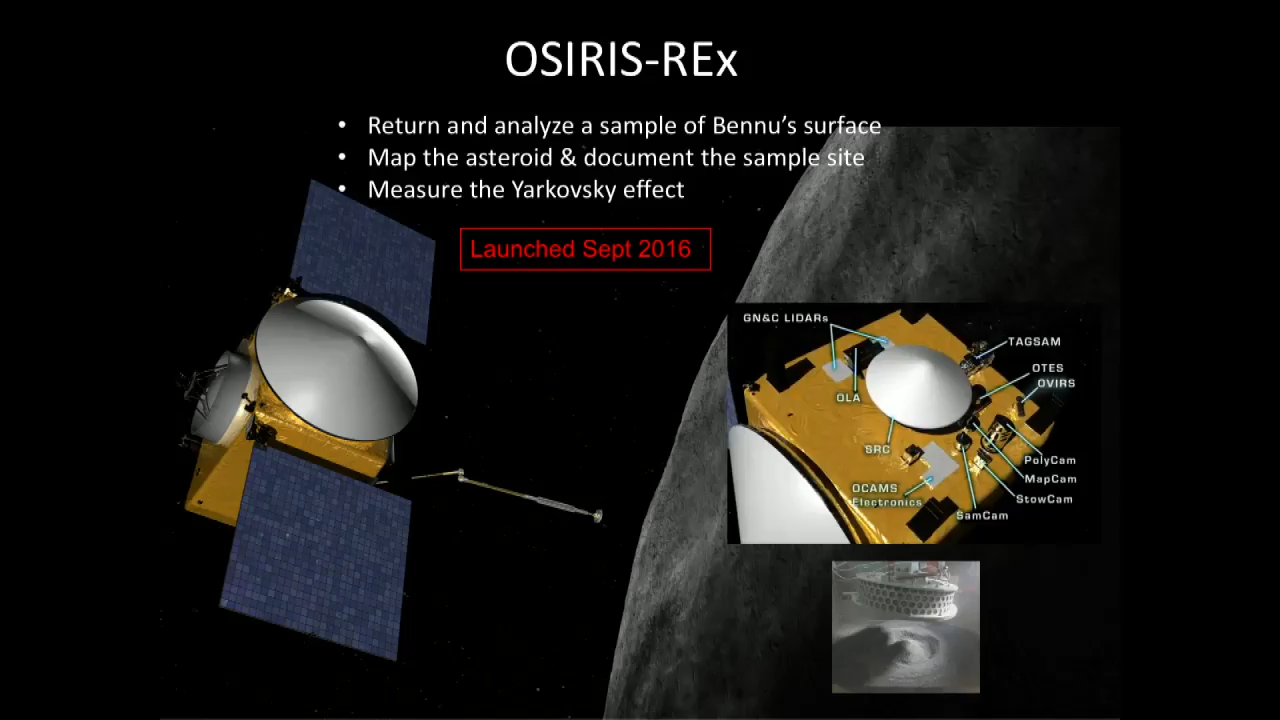 OSIRIS-REx
• Return and analyze a sample of Bennu's surface
• Map the asteroid & document the sample site
• Measure the Yarkovsky effect
Launched Sept 2016
GN&C LIDARs
TAGSAM
OTES
OVIRS
OLA
SRC
PolyCam
MapCam
OCAMS
Electronics
StowCam
SamCam